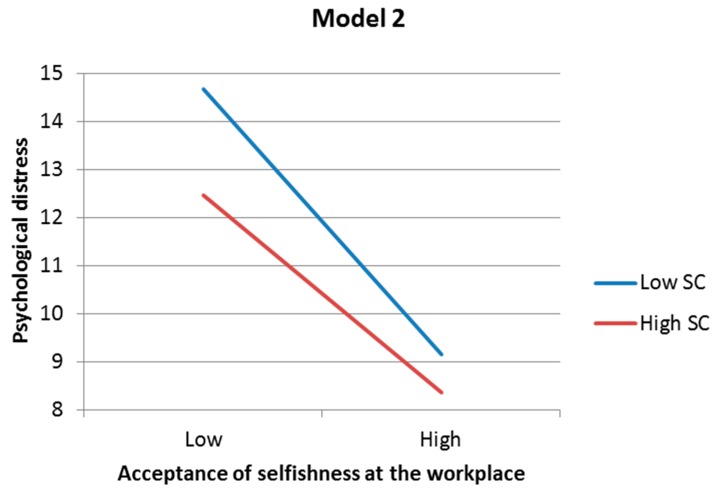 Model 2
Psychological distress
15
14
13
12
11
10
9
8
Low
High
Acceptance of selfishness at the workplace
Low SC
High SC